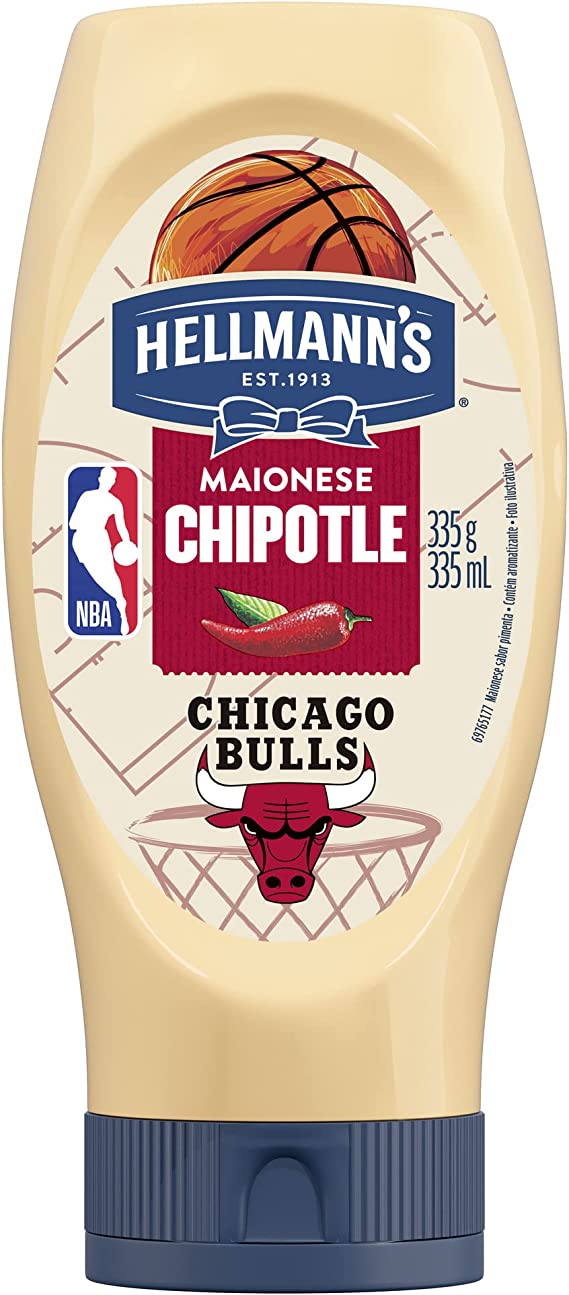 HELLMANN'S
EST.1913
®
MAIONESE
CHIPOTLE
335 g
335 mL
NBA
69765177 Maionese sabor pimenta • Contém aromatizante • Foto ilustrativa
CHICAGO
BULLS